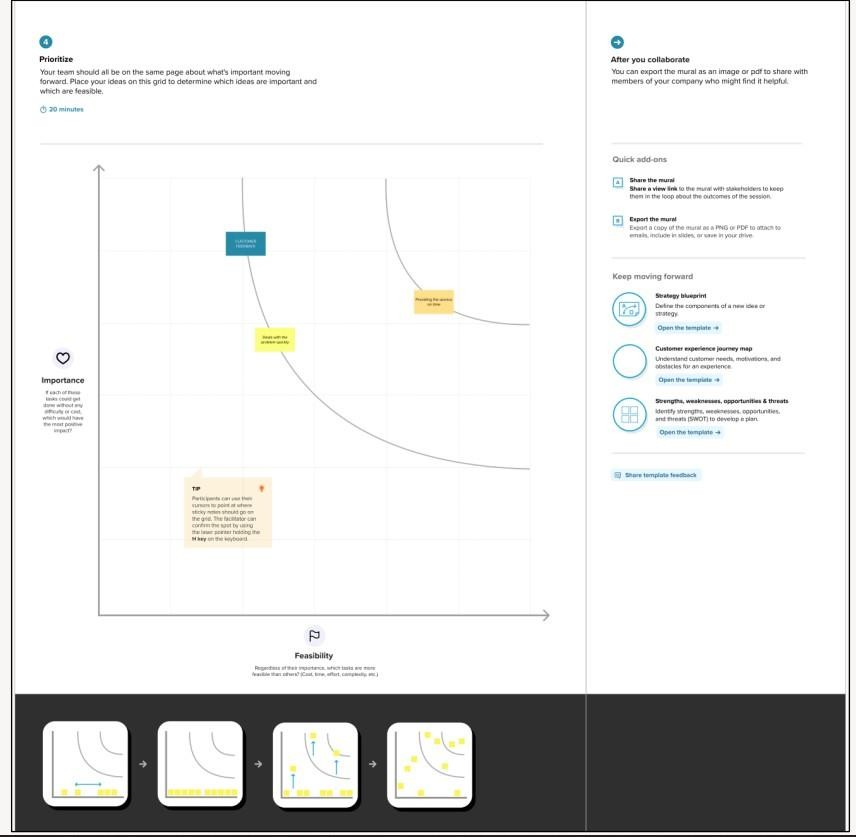 4
Prioritize
Your team should all be on the same page about what's important moving
forward. Place your ideas on this grid to determine which ideas are important and
which are feasible.
20 minutes
CUSTOMER
FEEDBACK
Providing the service
on time
Deals with the
problem quickly
Importance
If each of these
tasks could get
done without any
difficulty or cost,
which would have
the most positive
impact?
TIP
Participants can use their
cursors to point at where
sticky notes should go on
the grid. The facilitator can
confirm the spot by using
the laser pointer holding the
H key on the keyboard.
Feasibility
Regardless of their importance, which tasks are more
feasible than others? (Cost, time, effort, complexity, etc.)
After you collaborate
You can export the mural as an image or pdf to share with
members of your company who might find it helpful.
Quick add-ons
A
Share the mural
Share a view link to the mural with stakeholders to keep
them in the loop about the outcomes of the session.
B
Export the mural
Export a copy of the mural as a PNG or PDF to attach to
emails, include in slides, or save in your drive.
Keep moving forward
Strategy blueprint
Define the components of a new idea or
strategy.
Open the template →
Customer experience journey map
Understand customer needs, motivations, and
obstacles for an experience.
Open the template →
Strengths, weaknesses, opportunities & threats
Identify strengths, weaknesses, opportunities,
and threats (SWOT) to develop a plan.
Open the template →
Share template feedback